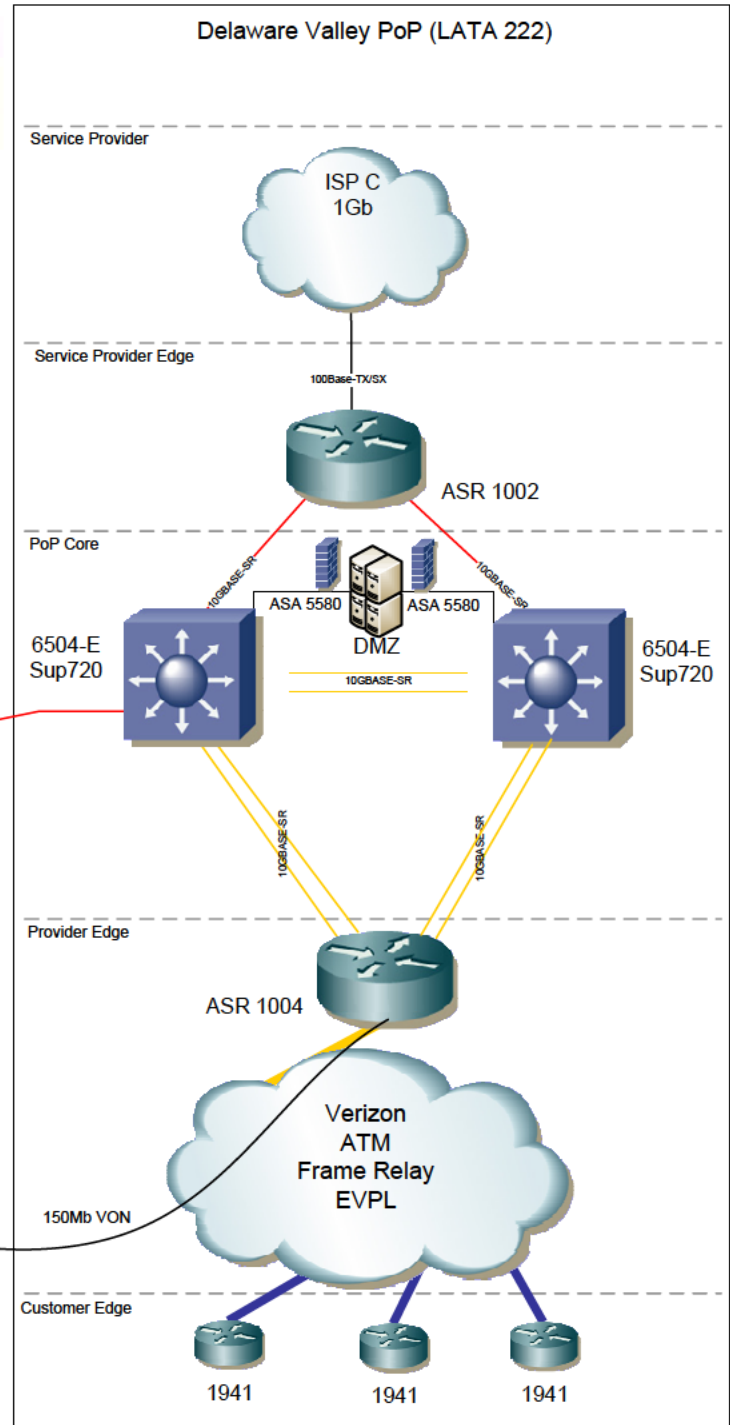 Delaware Valley PoP (LATA 222)
Service Provider
ISP C
1Gb
Service Provider Edge
100Base-TX/SX
ASR 1002
PoP Core
10GBASE-SR
10GBASE-SR
ASA 5580
ASA 5580
DMZ
6504-E
Sup720
6504-E
Sup720
10GBASE-SR
10GBASE-SR
10GBASE-SR
Provider Edge
ASR 1004
Verizon
ATM
Frame Relay
EVPL
150Mb VON
Customer Edge
1941
1941
1941